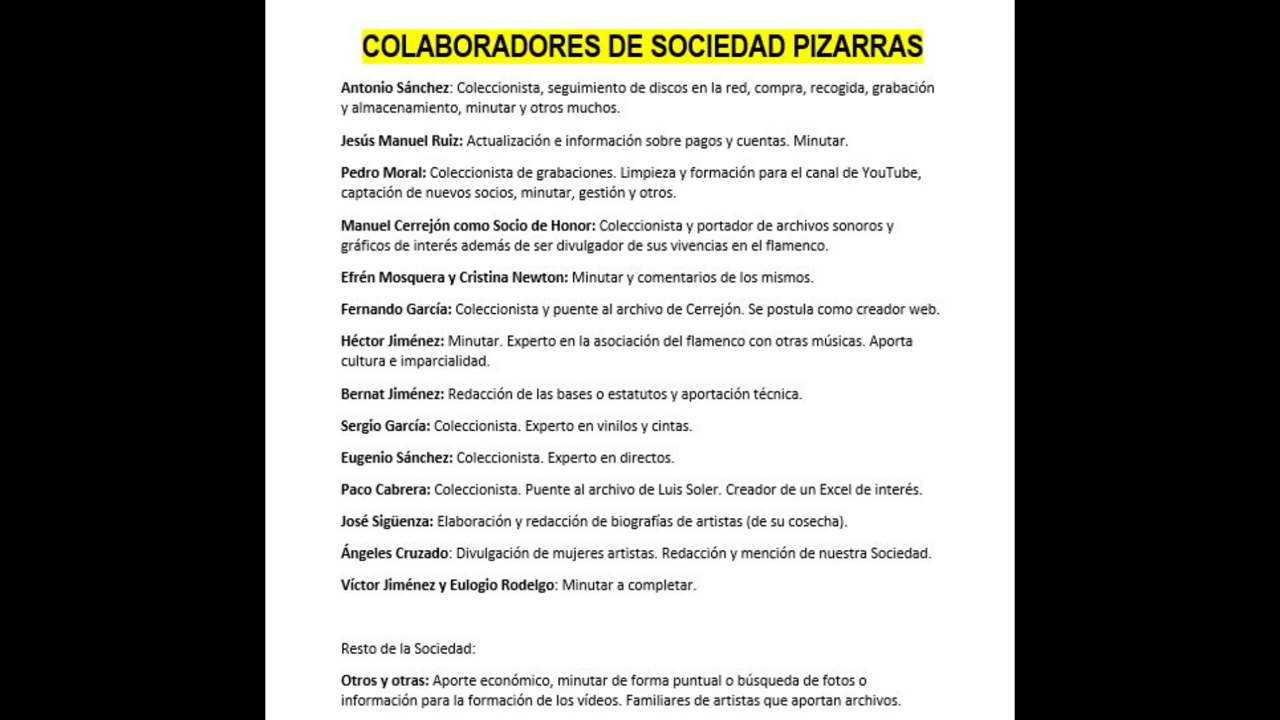 COLABORADORES DE SOCIEDAD PIZARRAS
Antonio Sánchez: Coleccionista, seguimiento de discos en la red, compra, recogida, grabación
y almacenamiento, minutar y otros muchos.
Jesús Manuel Ruiz: Actualización e información sobre pagos y cuentas. Minutar.
Pedro Moral: Coleccionista de grabaciones. Limpieza y formación para el canal de YouTube,
captación de nuevos socios, minutar, gestión y otros.
Manuel Cerrejón como Socio de Honor: Coleccionista y portador de archivos sonoros y
gráficos de interés además de ser divulgador de sus vivencias en el flamenco.
Efrén Mosquera y Cristina Newton: Minutar y comentarios de los mismos.
Fernando García: Coleccionista y puente al archivo de Cerrejón. Se postula como creador web.
Héctor Jiménez: Minutar. Experto en la asociación del flamenco con otras músicas. Aporta
cultura e imparcialidad.
Bernat Jiménez: Redacción de las bases o estatutos y aportación técnica.
Sergio García: Coleccionista. Experto en vinilos y cintas.
Eugenio Sánchez: Coleccionista. Experto en directos.
Paco Cabrera: Coleccionista. Puente al archivo de Luis Soler. Creador de un Excel de interés.
José Sigüenza: Elaboración y redacción de biografías de artistas (de su cosecha).
Ángeles Cruzado: Divulgación de mujeres artistas. Redacción y mención de nuestra Sociedad.
Víctor Jiménez y Eulogio Rodelgo: Minutar a completar.
Resto de la Sociedad:
Otros y otras: Aporte económico, minutar de forma puntual o búsqueda de fotos o
información para la formación de los vídeos. Familiares de artistas que aportan archivos.